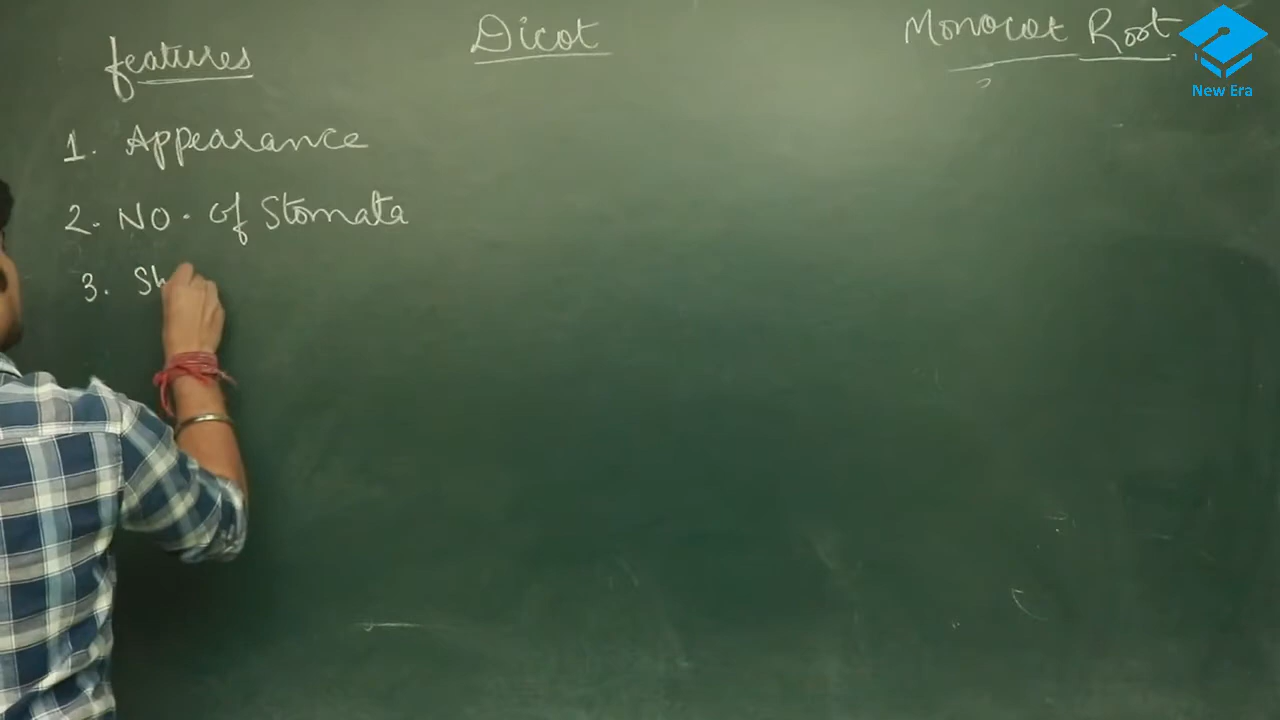 features
Dicot
Monocot Root
New Era
1. Appearance
2. No. of Stomata
3. Sh